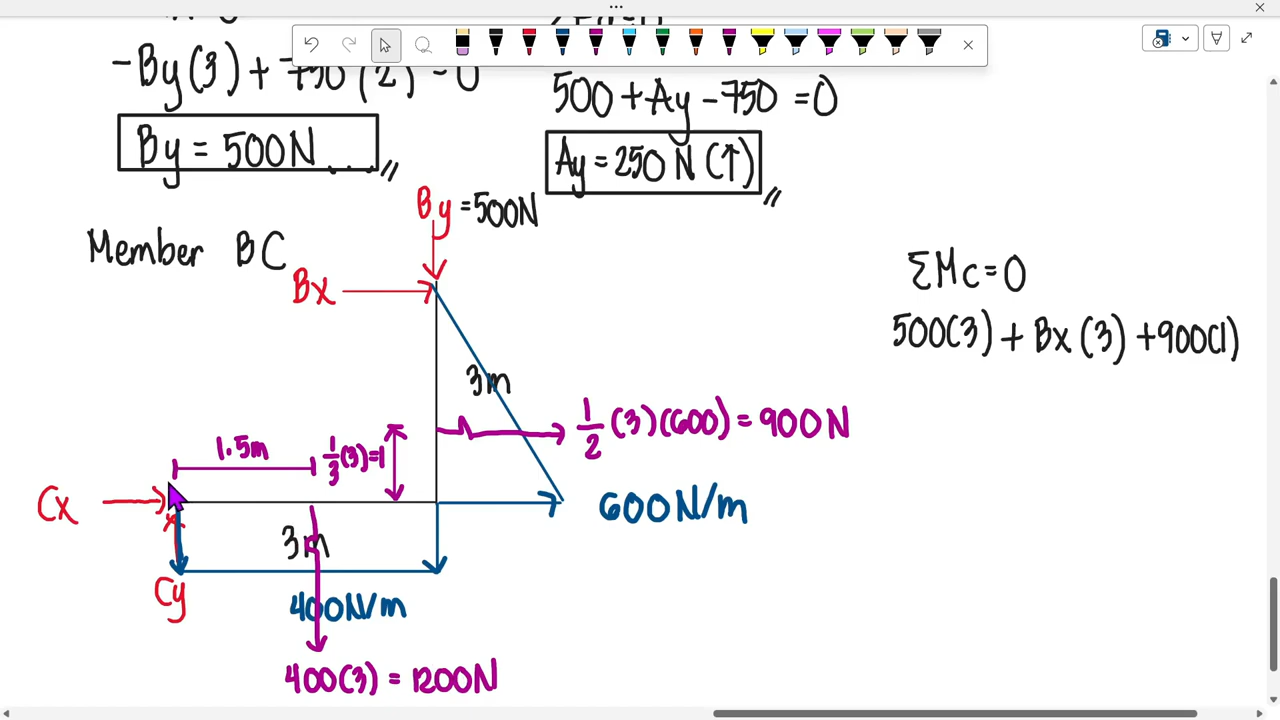 -By(3) + 750(2) = 0
By = 500N
500 + Ay - 750 = 0
Ay = 250 N (↑)
Member BC
By = 500N
Bx
3m
1/2 (3)(600) = 900N
1.5m
1/3(3)=1
Cx
600N/m
3m
Cy
400N/m
400(3) = 1200N
ΣMc = 0
500(3) + Bx (3) + 900(1)